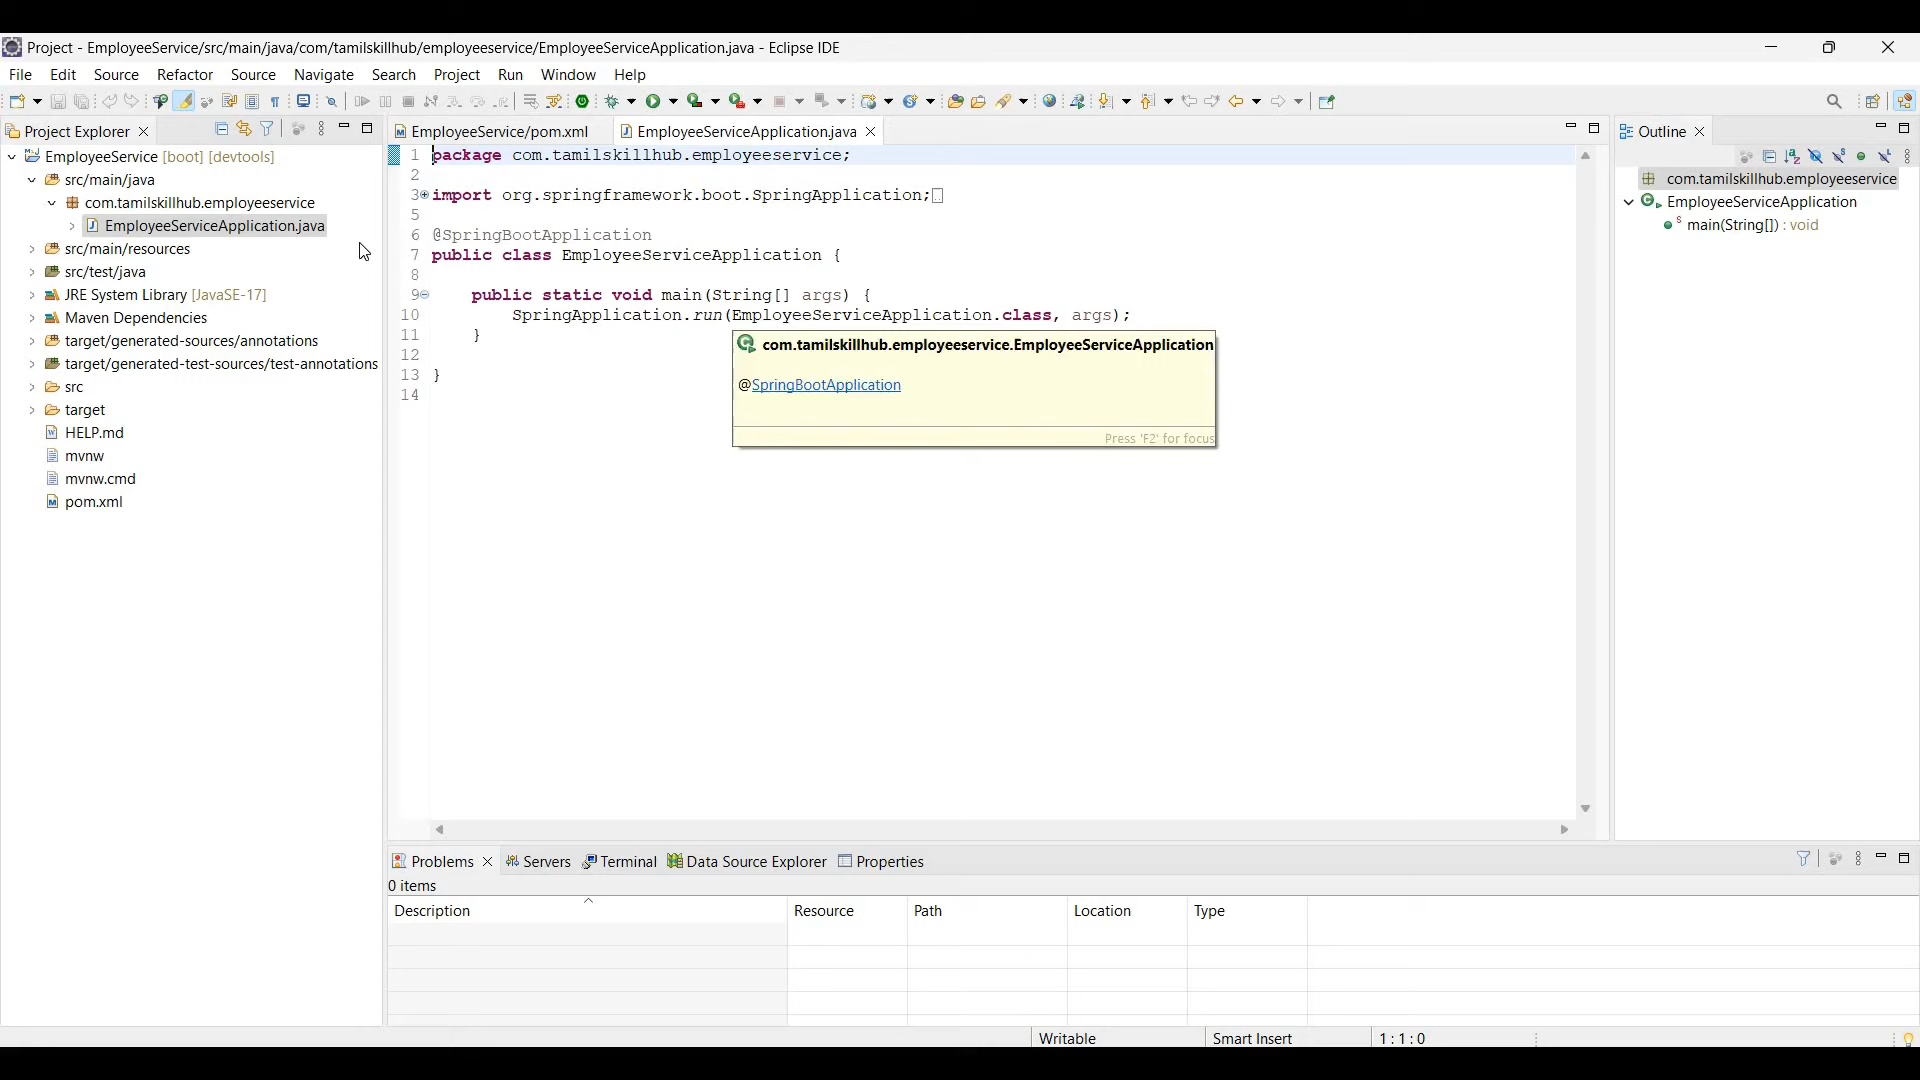 Project - EmployeeService/src/main/java/com/tamilskillhub/employeeservice/EmployeeServiceApplication.java - Eclipse IDE
File Edit Source Refactor Source Navigate Search Project Run Window Help
Project Explorer
EmployeeService [boot] [devtools]
src/main/java
com.tamilskillhub.employeeservice
EmployeeServiceApplication.java
src/main/resources
src/test/java
JRE System Library [JavaSE-17]
Maven Dependencies
target/generated-sources/annotations
target/generated-test-sources/test-annotations
src
target
HELP.md
mvnw
mvnw.cmd
pom.xml
EmployeeService/pom.xml EmployeeServiceApplication.java
1 package com.tamilskillhub.employeeservice;
2
3 import org.springframework.boot.SpringApplication;
5
6 @SpringBootApplication
7 public class EmployeeServiceApplication {
8
9 public static void main(String[] args) {
10 SpringApplication.run(EmployeeServiceApplication.class, args);
11 }
12
13 }
14
com.tamilskillhub.employeeservice.EmployeeServiceApplication
@SpringBootApplication
Press 'F2' for focus
Outline
com.tamilskillhub.employeeservice
EmployeeServiceApplication
main(String[]) : void
Problems Servers Terminal Data Source Explorer Properties
0 items
Description Resource Path Location Type
Writable Smart Insert 1 : 1 : 0